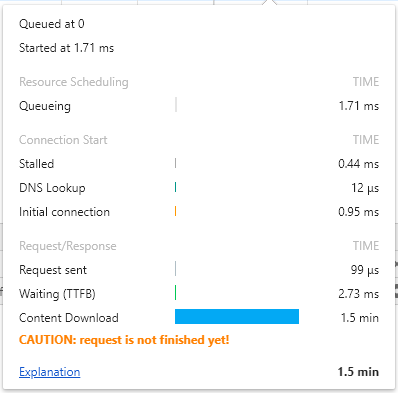 Queued at 0
Started at 1.71 ms
Resource Scheduling TIME
Queueing 1.71 ms
Connection Start TIME
Stalled 0.44 ms
DNS Lookup 12 μs
Initial connection 0.95 ms
Request/Response TIME
Request sent 99 μs
Waiting (TTFB) 2.73 ms
Content Download 1.5 min
CAUTION: request is not finished yet!
Explanation 1.5 min